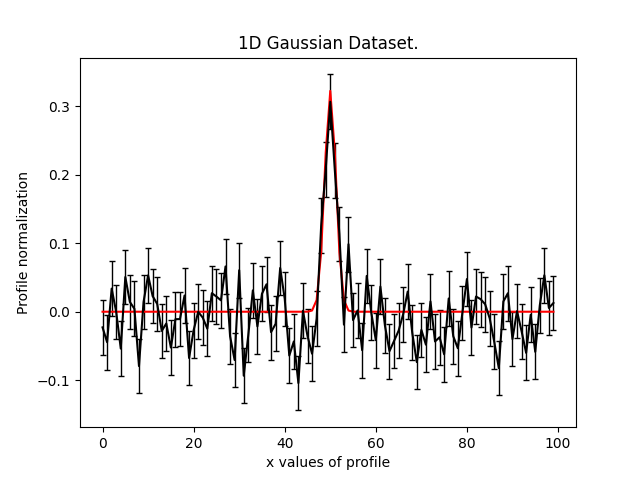 1D Gaussian Dataset.
Profile normalization
0.3
0.2
0.1
0.0
−0.1
0 20 40 60 80 100
x values of profile